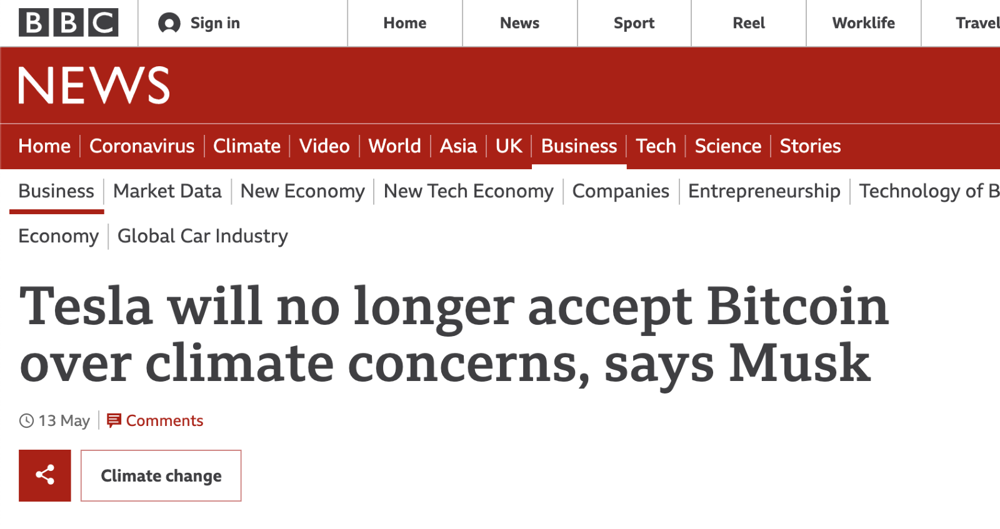 BBC Sign in Home News Sport Reel Worklife Travel
NEWS
Home Coronavirus Climate Video World Asia UK Business Tech Science Stories
Business Market Data New Economy New Tech Economy Companies Entrepreneurship Technology of B
Economy Global Car Industry
Tesla will no longer accept Bitcoin
over climate concerns, says Musk
13 May Comments
Climate change